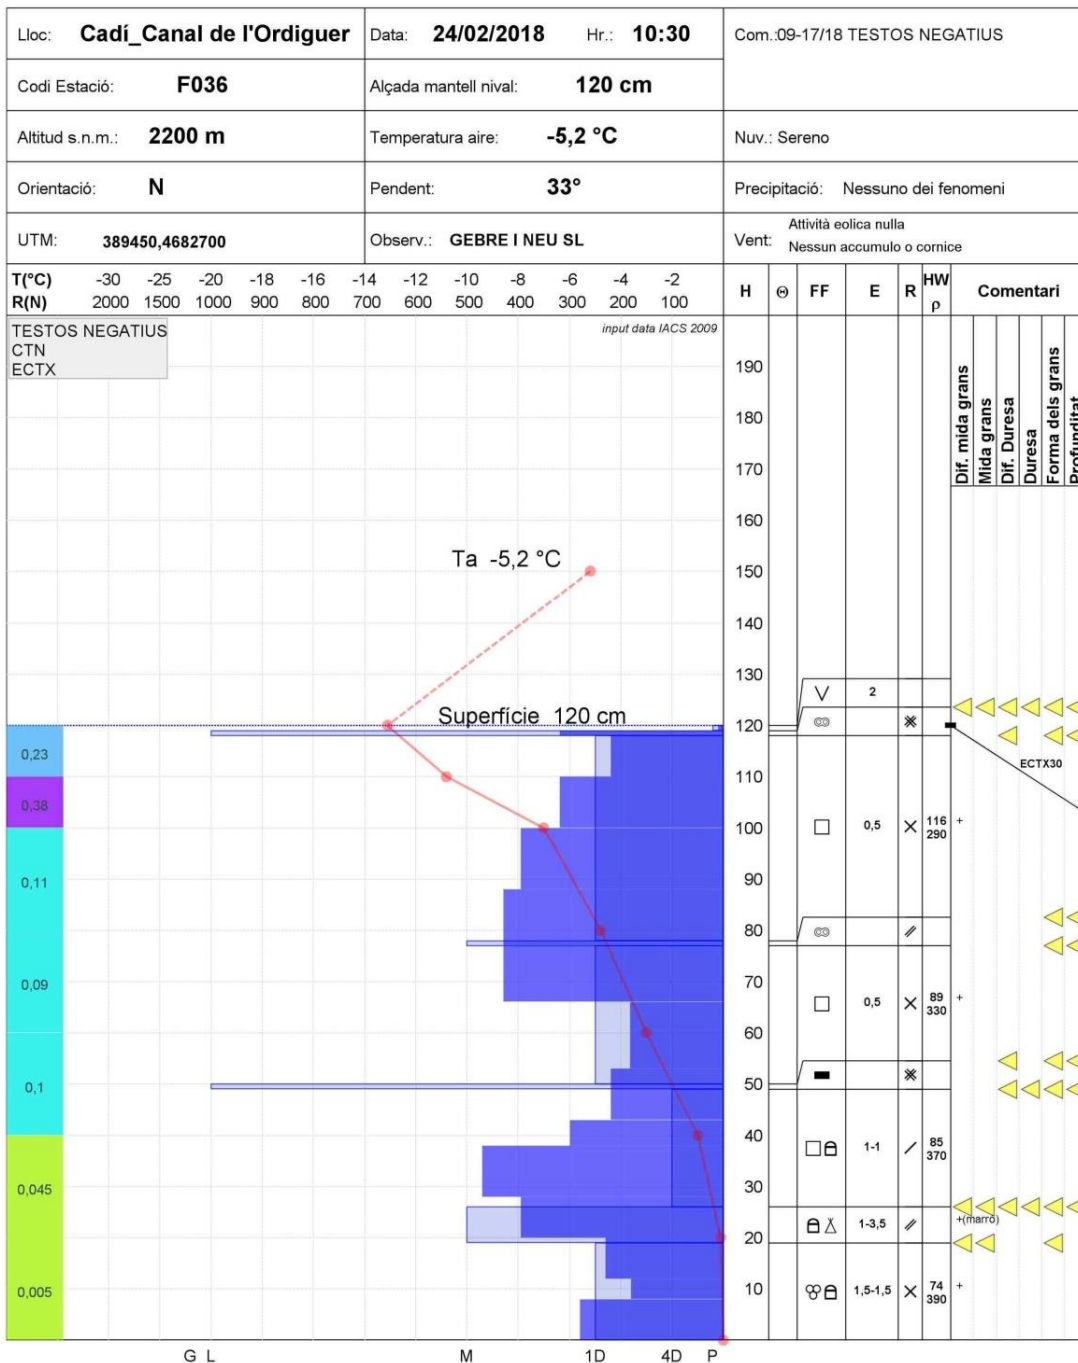 Lloc: Cadí_Canal de l'Ordiguer Data: 24/02/2018 Hr.: 10:30 Com.:09-17/18 TESTOS NEGATIUS
Codi Estació: F036 Alçada mantell nival: 120 cm
Altitud s.n.m.: 2200 m Temperatura aire: -5,2 °C Nuv.: Sereno
Orientació: N Pendent: 33° Precipitació: Nessuno dei fenomeni
UTM: 389450,4682700 Observ.: GEBRE I NEU SL Vent: Attività eolica nulla
Nessun accumulo o cornice
T(°C) -30 -25 -20 -18 -16 -14 -12 -10 -8 -6 -4 -2
R(N) 2000 1500 1000 900 800 700 600 500 400 300 200 100
H Θ FF E R HW ρ Comentari
TESTOS NEGATIUS
CTN
ECTX
input data IACS 2009
Dif. mida grans
Mida grans
Dif. Duresa
Duresa
Forma dels grans
Profunditat
190
180
170
160
Ta -5,2 °C
150
140
130
2
Superfície 120 cm
120
0,23
110
ECTX30
0,38
100
0,5 116 +
290
0,11
90
80
0,09
70
0,5 89 +
330
60
0,1
50
40
1-1 85
370
0,045
30
1-3,5 +(marró)
20
0,005
10
1,5-1,5 74 +
390
G L M 1D 4D P